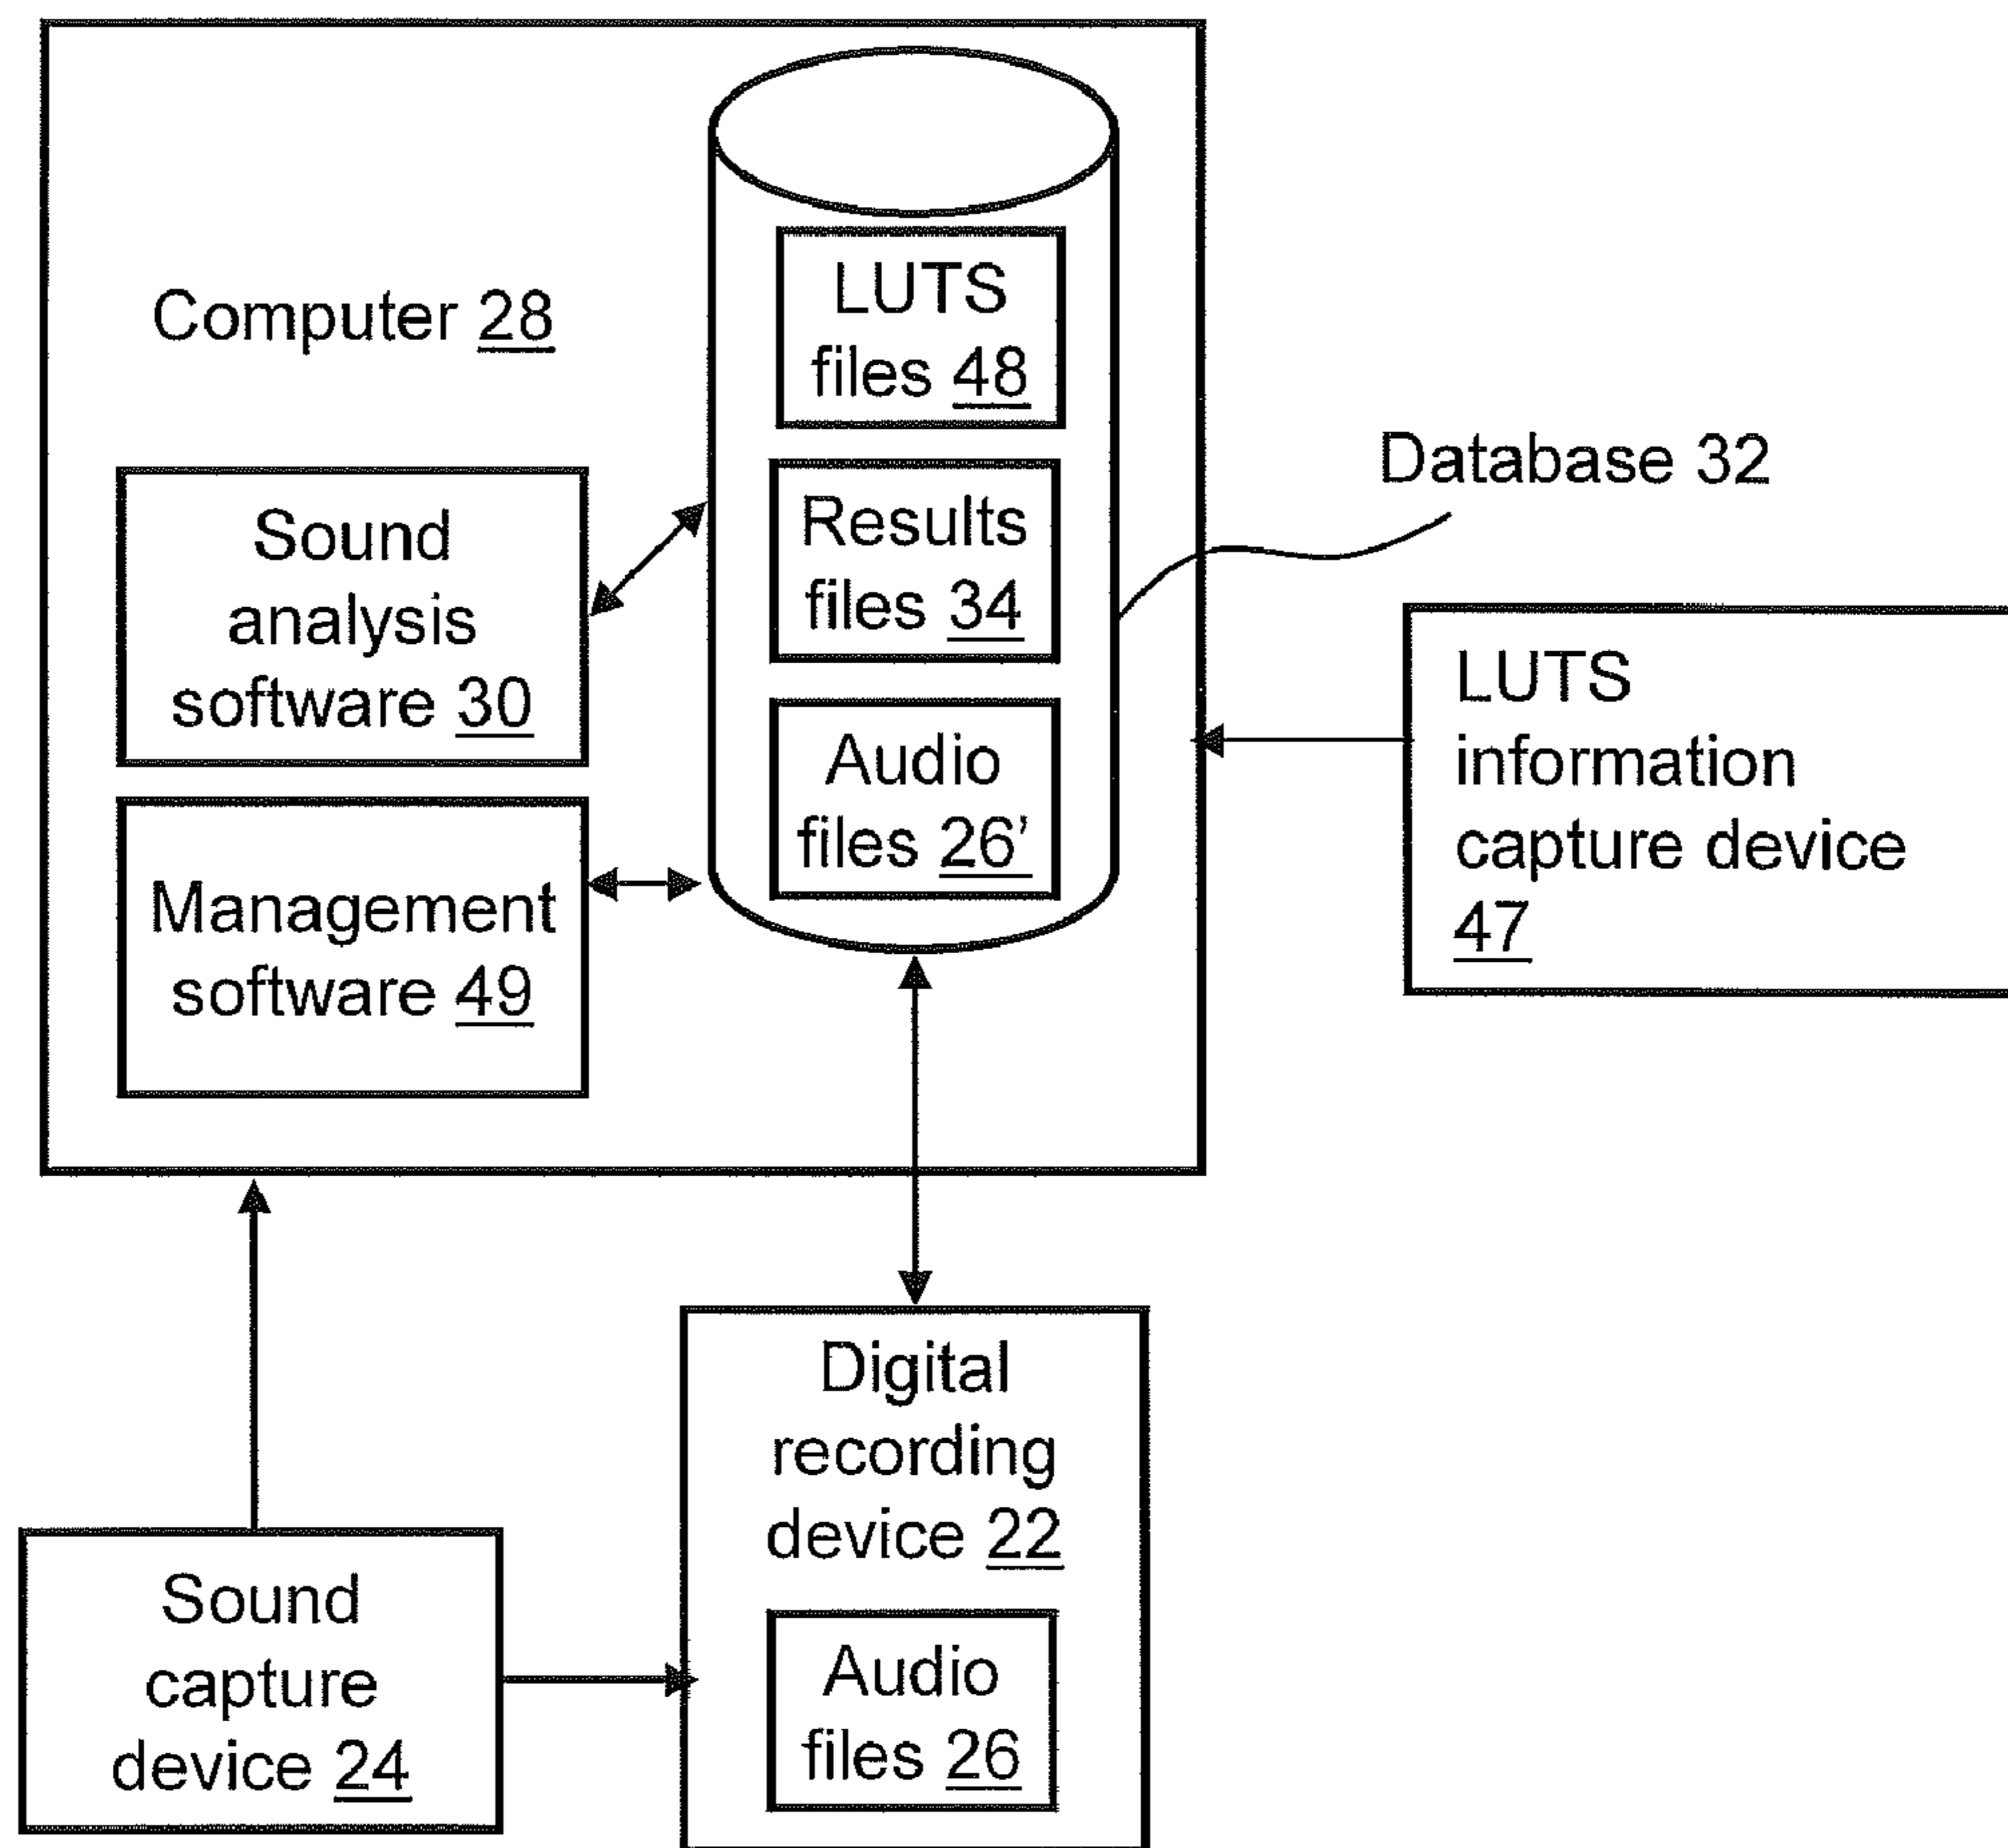 Computer 28
LUTS
files 48
Results
files 34
Audio
files 26’
Sound
analysis
software 30
Management
software 49
Database 32
LUTS
information
capture device
47
Digital
recording
device 22
Audio
files 26
Sound
capture
device 24